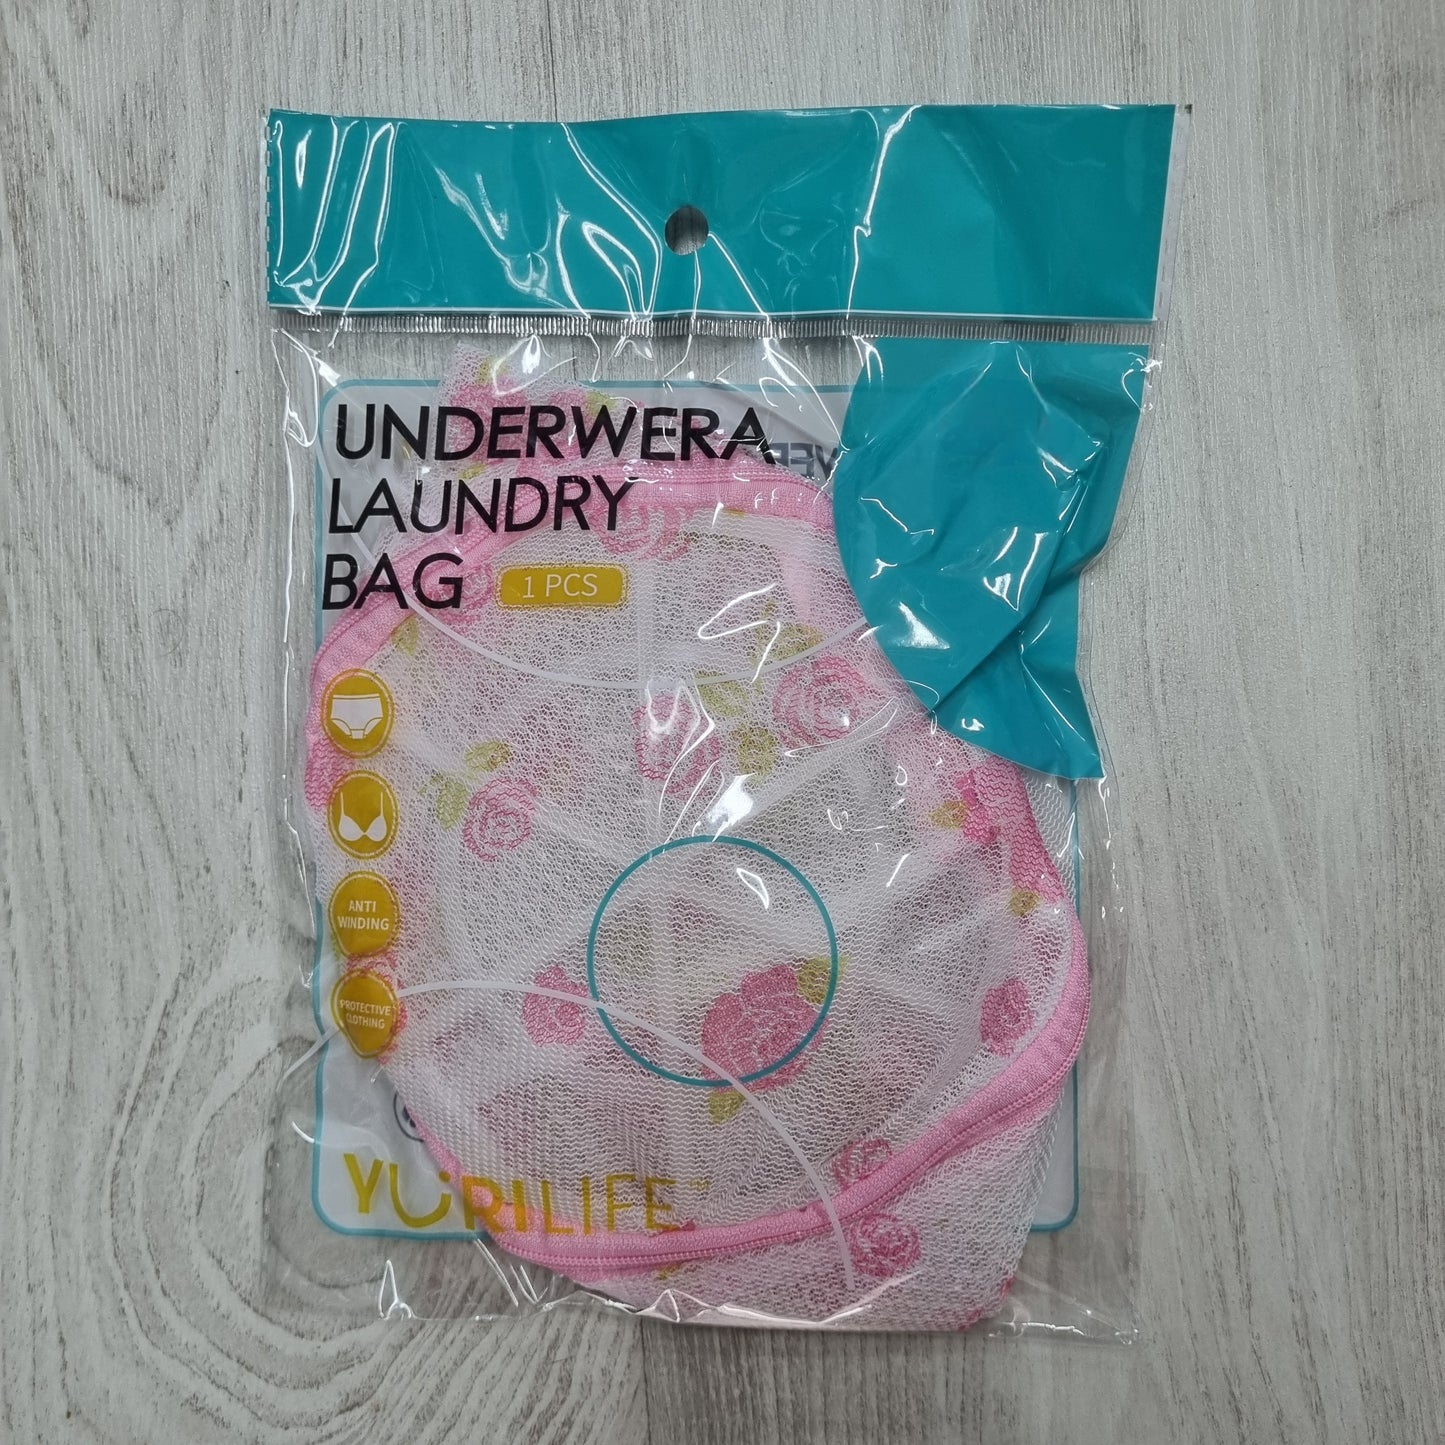 UNDERWERA
LAUNDRY
BAG
1 PCS
ANTI
WINDING
PROTECTIVE
CLOTHING
YURILIFE